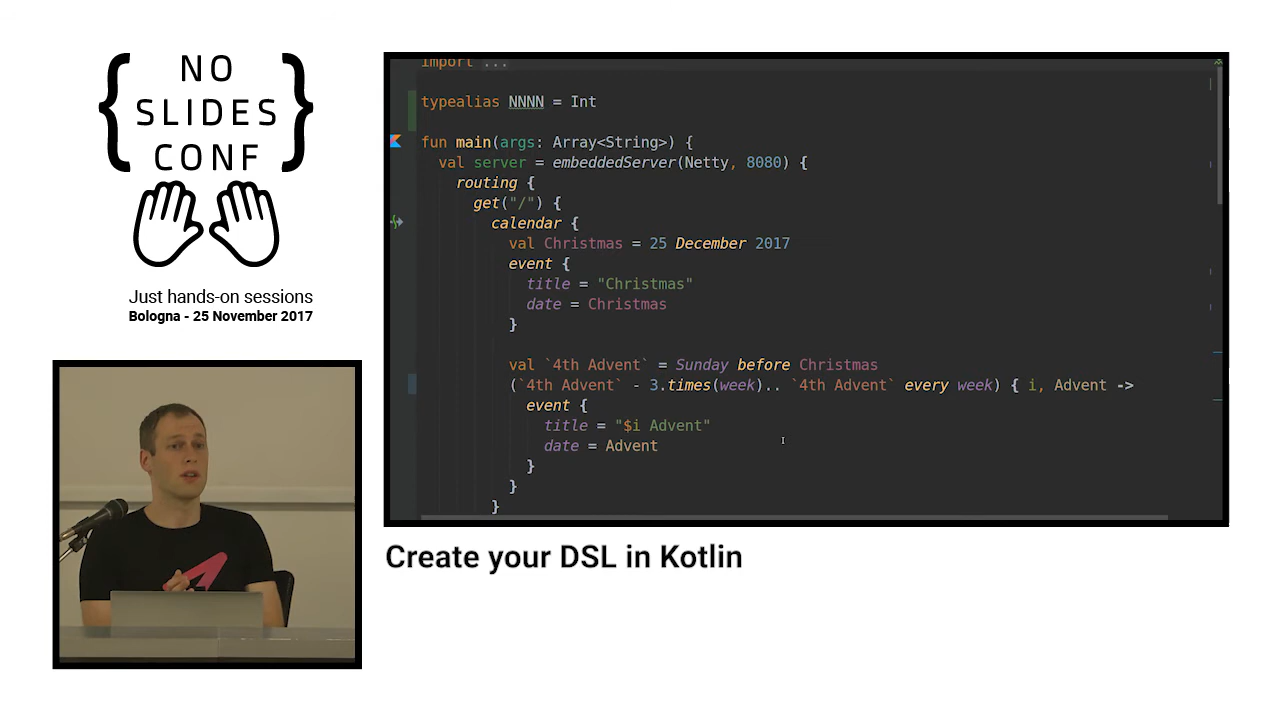 { NO
SLIDES
CONF }
Just hands-on sessions
Bologna - 25 November 2017
import ...
typealias NNNN = Int
fun main(args: Array<String>) {
val server = embeddedServer(Netty, 8080) {
routing {
get("/") {
calendar {
val Christmas = 25 December 2017
event {
title = "Christmas"
date = Christmas
}
val `4th Advent` = Sunday before Christmas
(`4th Advent` - 3.times(week).. `4th Advent` every week) { i, Advent ->
event {
title = "$i Advent"
date = Advent
}
}
}
Create your DSL in Kotlin